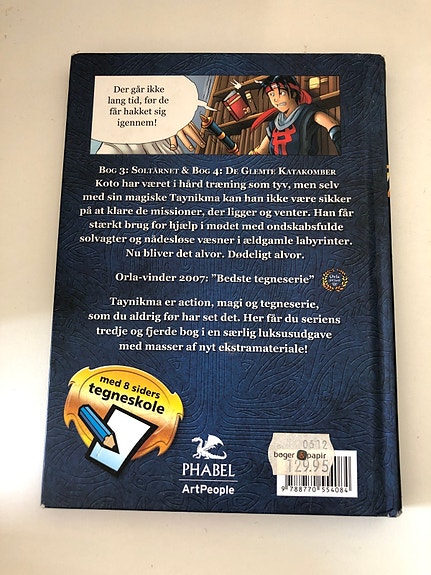 Der går ikke
lang tid, før de
får hakket sig
igennem!
Bog 3: Soltårnet & Bog 4: De Glemte Katakomber
Koto har været i hård træning som tyv, men selv
med sin magiske Taynikma kan han ikke være sikker
på at klare de missioner, der ligger og venter. Han får
stærkt brug for hjælp i mødet med ondskabsfulde
solvagter og nådesløse væsner i ældgamle labyrinter.
Nu bliver det alvor. Dødeligt alvor.
Orla-vinder 2007: "Bedste tegneserie"
Taynikma er action, magi og tegneserie,
som du aldrig før har set det. Her får du seriens
tredje og fjerde bog i en særlig luksusudgave
med masser af nyt ekstramateriale!
med 8 siders
tegneskole
PHABEL
ArtPeople
0512
bøger & papir
129.95
9 788770 554084